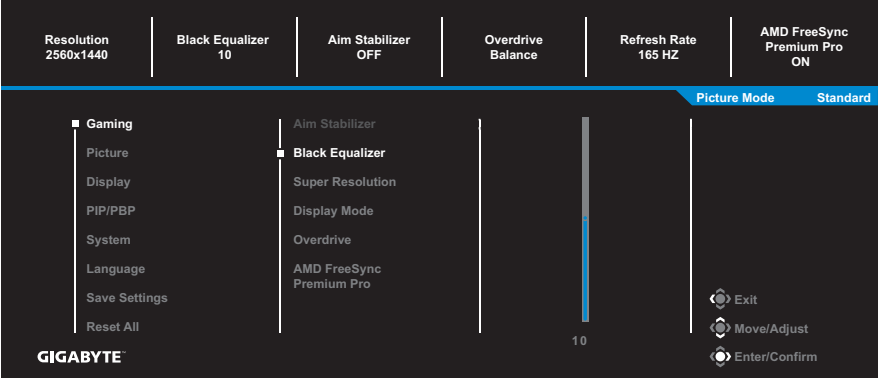 Resolution
2560x1440
Black Equalizer
10
Aim Stabilizer
OFF
Overdrive
Balance
Refresh Rate
165 HZ
AMD FreeSync
Premium Pro
ON
Picture Mode Standard
Gaming
Picture
Display
PIP/PBP
System
Language
Save Settings
Reset All
Aim Stabilizer
Black Equalizer
Super Resolution
Display Mode
Overdrive
AMD FreeSync
Premium Pro
10
Exit
Move/Adjust
Enter/Confirm
GIGABYTE™